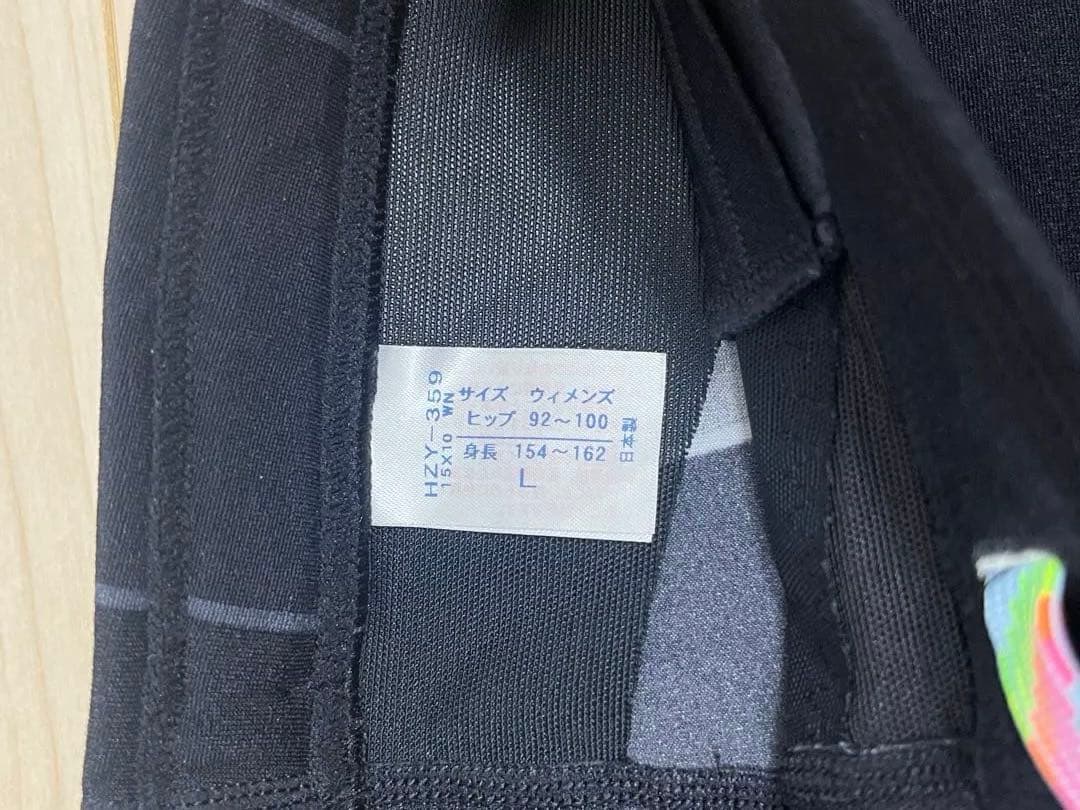 HZY-359
15X10 WN
サイズ ウィメンズ
ヒップ 92～100
身長 154～162
L
日本製